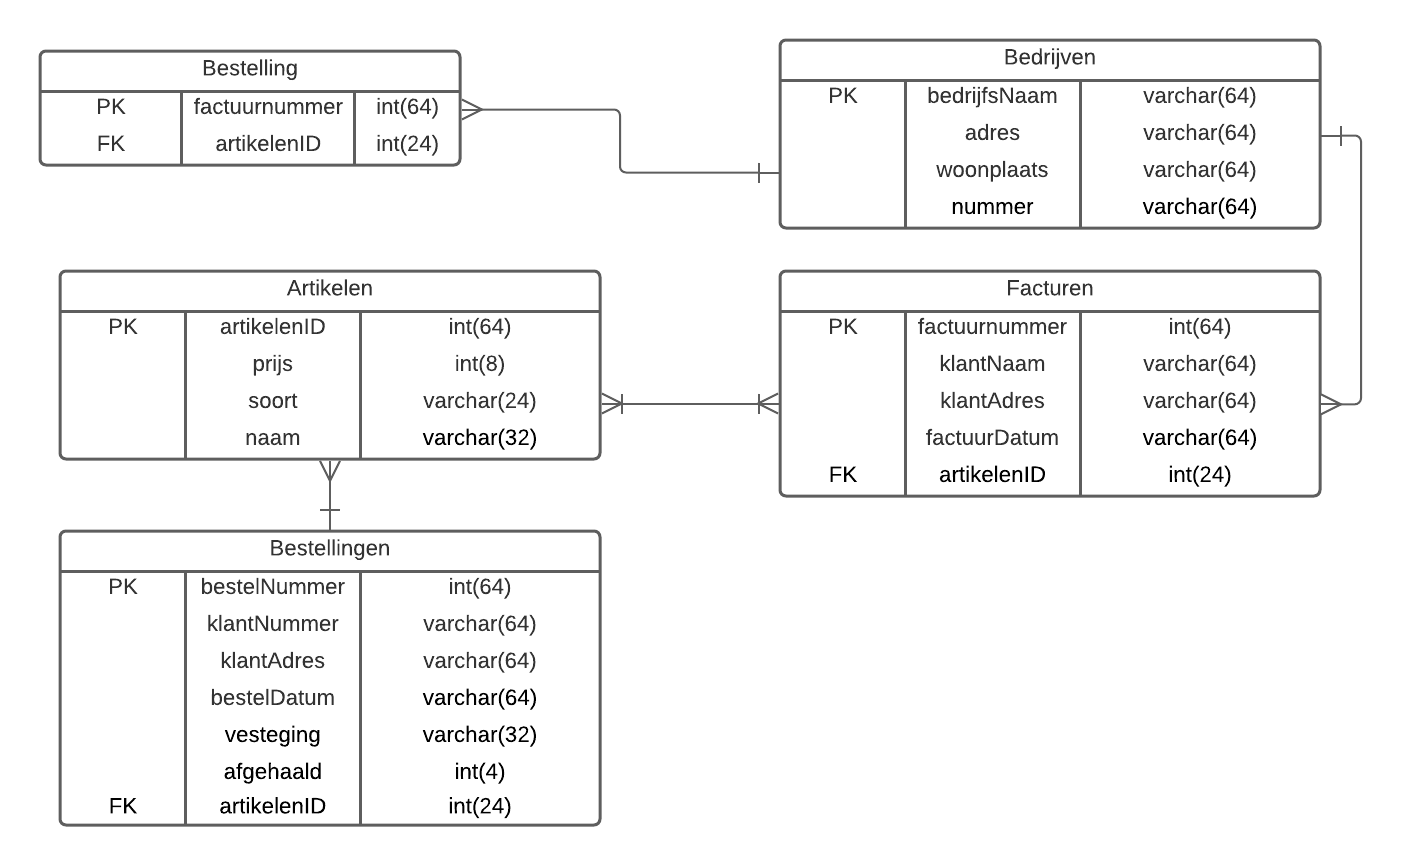 Bestelling
PK factuurnummer int(64)
FK artikelenID int(24)
Bedrijven
PK bedrijfsNaam varchar(64)
adres varchar(64)
woonplaats varchar(64)
nummer varchar(64)
Artikelen
PK artikelenID int(64)
prijs int(8)
soort varchar(24)
naam varchar(32)
Facturen
PK factuurnummer int(64)
klantNaam varchar(64)
klantAdres varchar(64)
factuurDatum varchar(64)
FK artikelenID int(24)
Bestellingen
PK bestelNummer int(64)
klantNummer varchar(64)
klantAdres varchar(64)
bestelDatum varchar(64)
vesteging varchar(32)
afgehaald int(4)
FK artikelenID int(24)